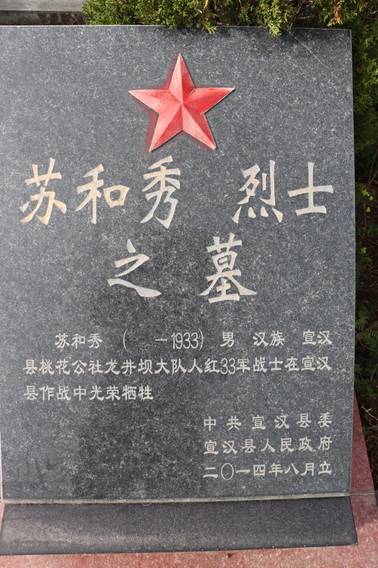 苏和秀 烈士
之墓
苏和秀 ( －1933) 男 汉族 宣汉
县桃花公社龙井坝大队人红33军战士在宣汉
县作战中光荣牺牲
中共宣汉县委
宣汉县人民政府
二〇一四年八月立